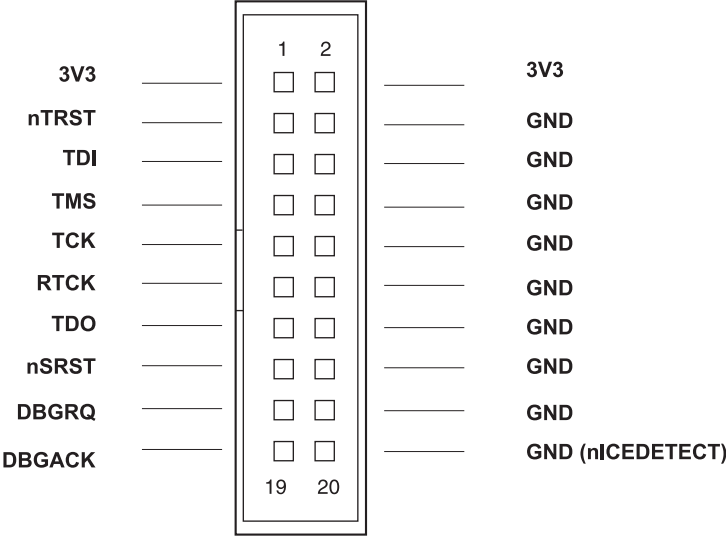 1 2
3V3 3V3
nTRST GND
TDI GND
TMS GND
TCK GND
RTCK GND
TDO GND
nSRST GND
DBGRQ GND
DBGACK GND (nICEDETECT)
19 20